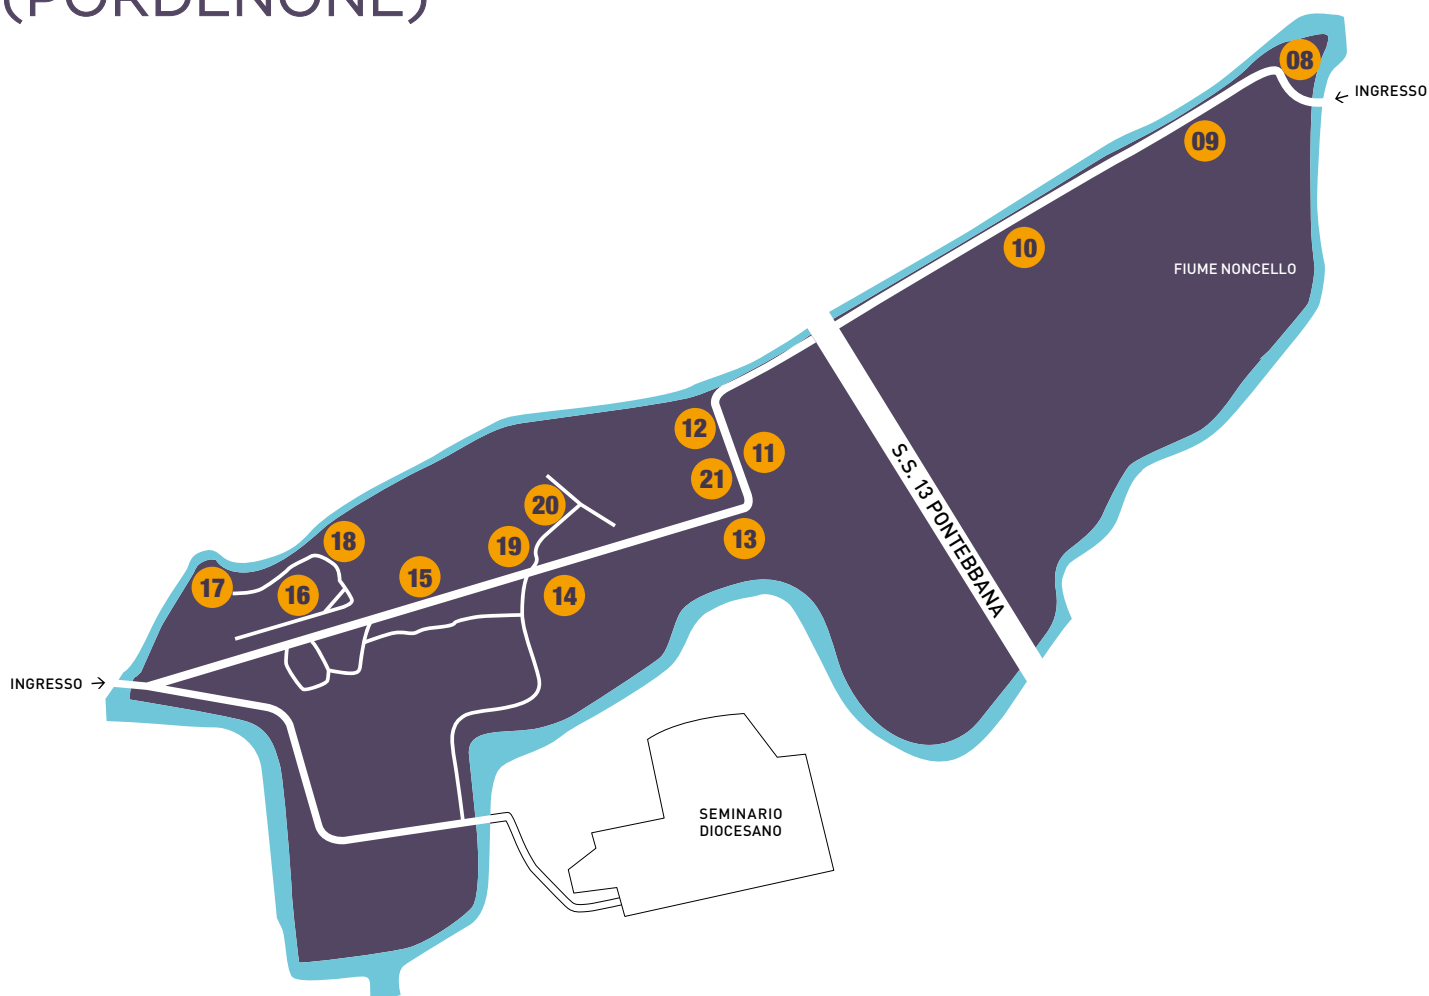 (PORDENONE)
08
INGRESSO
09
10
FIUME NONCELLO
12
11
S.S. 13 PONTEBBANA
21
20
13
18
19
15
17
16
14
INGRESSO
SEMINARIO
DIOCESANO